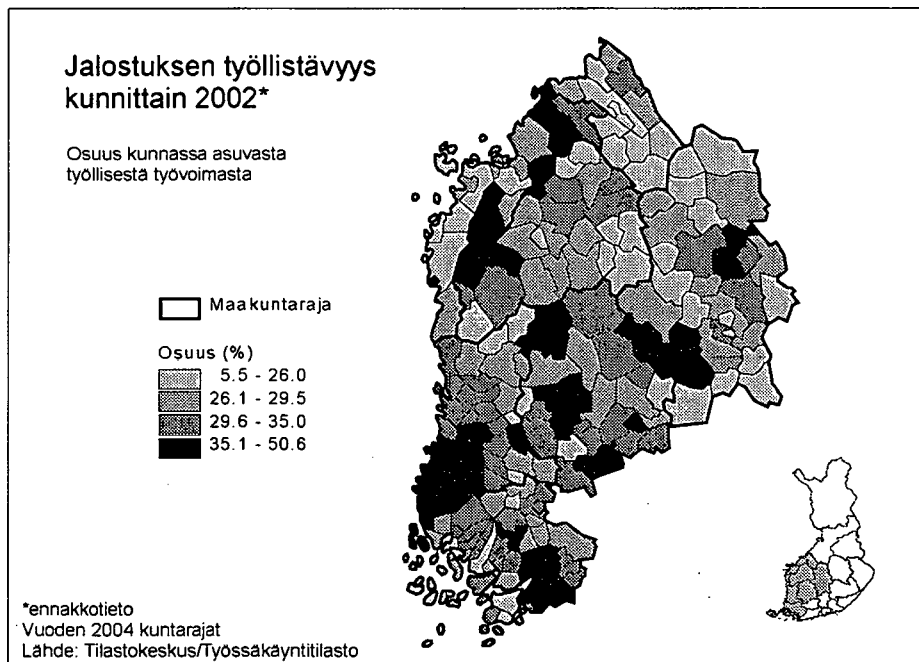 Jalostuksen työllistävyys
kunnittain 2002*
Osuus kunnassa asuvasta
työllisestä työvoimasta
Maakuntaraja
Osuus (%)
5.5 - 26.0
26.1 - 29.5
29.6 - 35.0
35.1 - 50.6
*ennakkotieto
Vuoden 2004 kuntarajat
Lähde: Tilastokeskus/Työssäkäyntitilasto